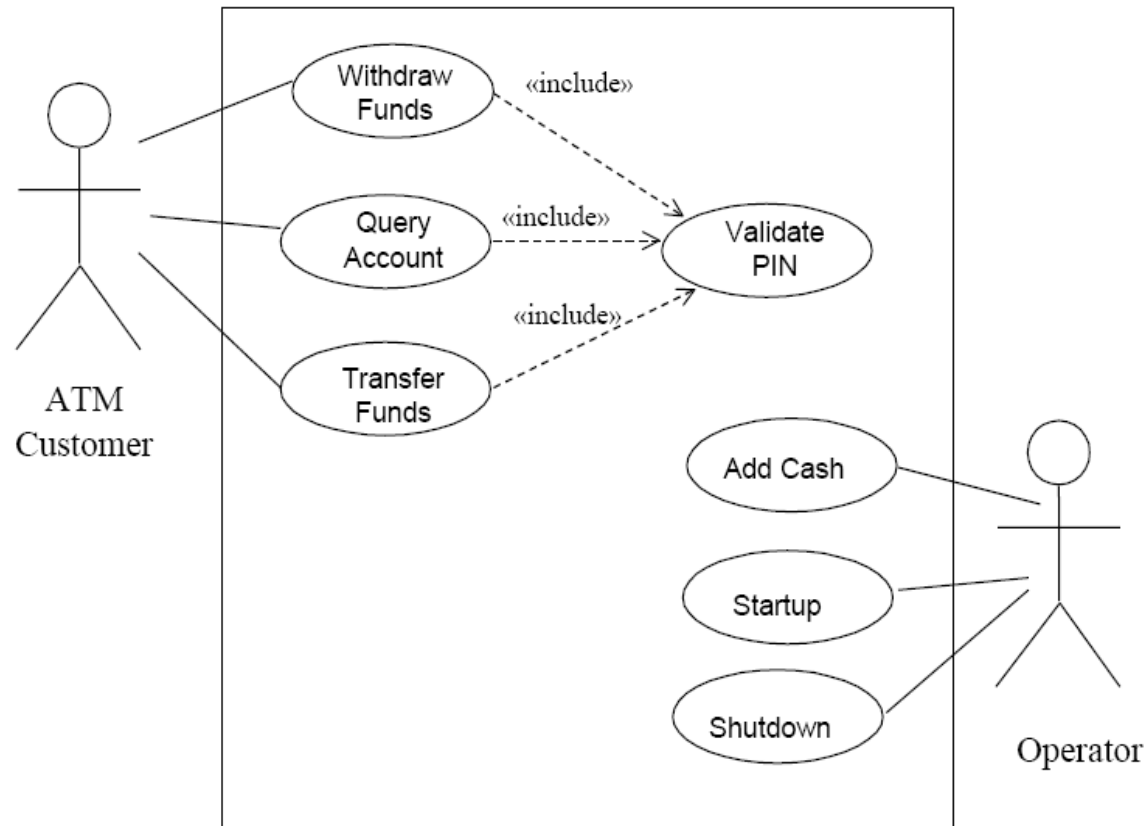 Withdraw
Funds
«include»
Query
Account
«include»
Validate
PIN
«include»
Transfer
Funds
ATM
Customer
Add Cash
Startup
Shutdown
Operator